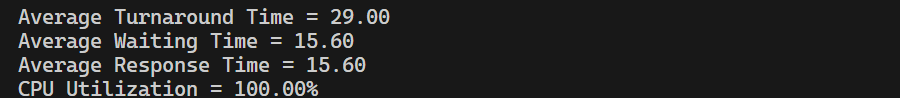 Average Turnaround Time = 29.00
Average Waiting Time = 15.60
Average Response Time = 15.60
CPU Utilization = 100.00%